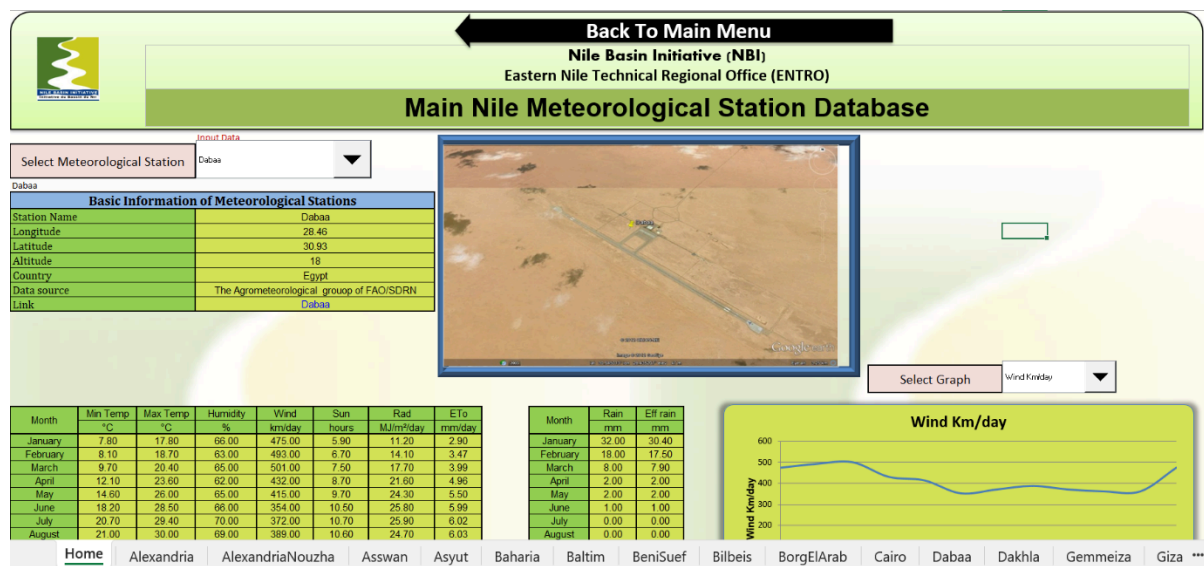 Back To Main Menu
Nile Basin Initiative (NBI)
Eastern Nile Technical Regional Office (ENTRO)
NILE BASIN INITIATIVE
Main Nile Meteorological Station Database
Input Data
Select Meteorological Station Dabaa
Dabaa
Basic Information of Meteorological Stations
Station Name Dabaa
Longitude 28.46
Latitude 30.93
Altitude 18
Country Egypt
Data source The Agrometeorological grouop of FAO/SDRN
Link Dabaa
Dabaa
Google
Select Graph Wind Km/day
Month Min Temp Max Temp Humidity Wind Sun Rad ETo
°C °C % km/day hours MJ/m²/day mm/day
January 7.80 17.80 66.00 475.00 5.90 11.20 2.90
February 8.10 18.70 63.00 493.00 6.70 14.10 3.47
March 9.70 20.40 65.00 501.00 7.50 17.70 3.99
April 12.10 23.60 62.00 432.00 8.70 21.60 4.96
May 14.60 26.00 65.00 415.00 9.70 24.30 5.50
June 18.20 28.50 66.00 354.00 10.50 25.80 5.99
July 20.70 29.40 70.00 372.00 10.70 25.90 6.02
August 21.00 30.00 69.00 389.00 10.60 24.70 6.03
Month Rain Eff rain
mm mm
January 32.00 30.40
February 18.00 17.50
March 8.00 7.90
April 2.00 2.00
May 2.00 2.00
June 1.00 1.00
July 0.00 0.00
August 0.00 0.00
Wind Km/day
Wind Km/day
600
500
400
300
200
Home Alexandria AlexandriaNouzha Asswan Asyut Baharia Baltim BeniSuef Bilbeis BorgElArab Cairo Dabaa Dakhla Gemmeiza Giza ...